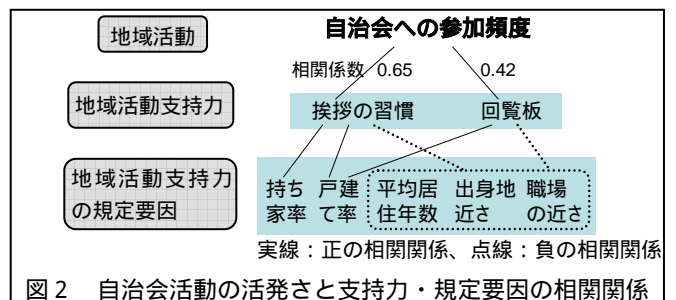 地域活動
自治会への参加頻度
相関係数 0.65 0.42
地域活動支持力
挨拶の習慣 回覧板
地域活動支持力
の規定要因
持ち 戸建 平均居 出身地 職場
家率 て率 住年数 近さ の近さ
実線：正の相関関係、点線：負の相関関係
図２ 自治会活動の活発さと支持力・規定要因の相関関係